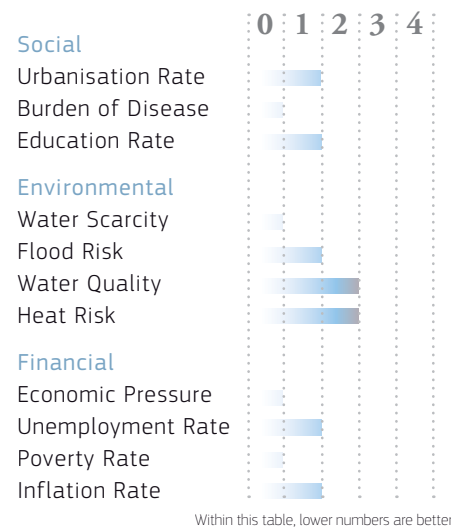 0 1 2 3 4
Social
Urbanisation Rate
Burden of Disease
Education Rate
Environmental
Water Scarcity
Flood Risk
Water Quality
Heat Risk
Financial
Economic Pressure
Unemployment Rate
Poverty Rate
Inflation Rate
Within this table, lower numbers are better